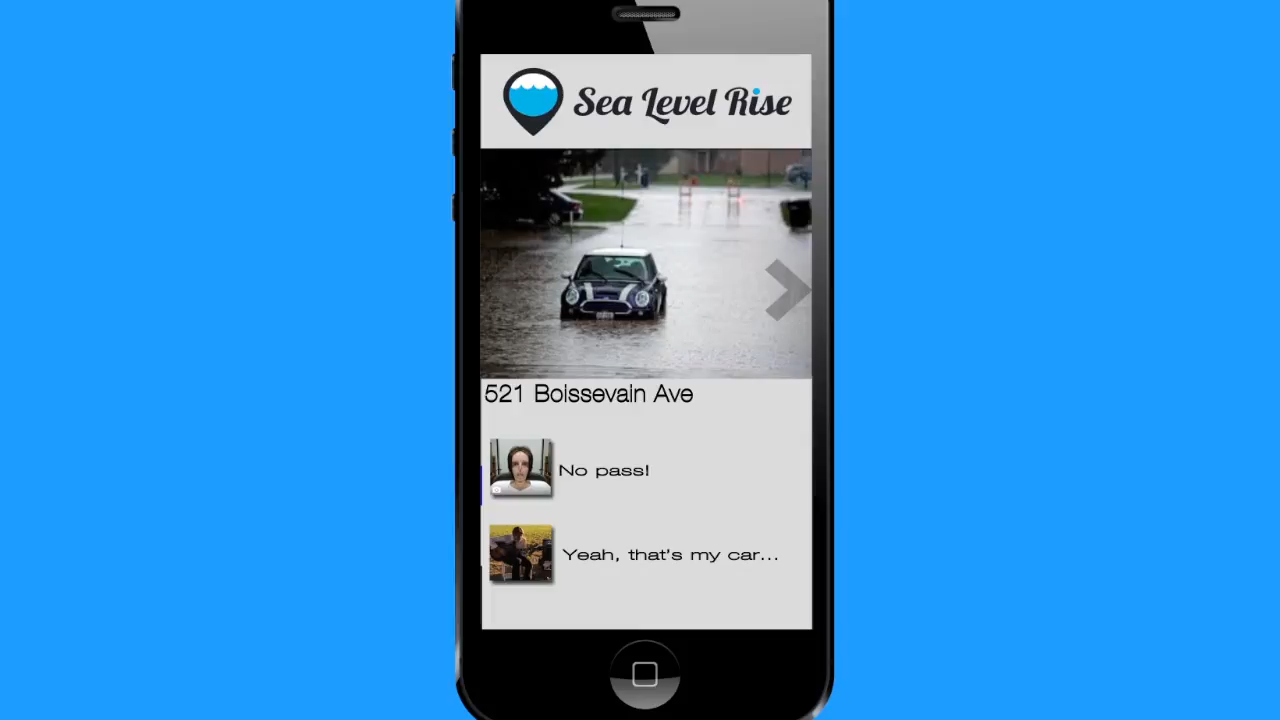 Sea Level Rise
521 Boissevain Ave
No pass!
Yeah, that's my car...